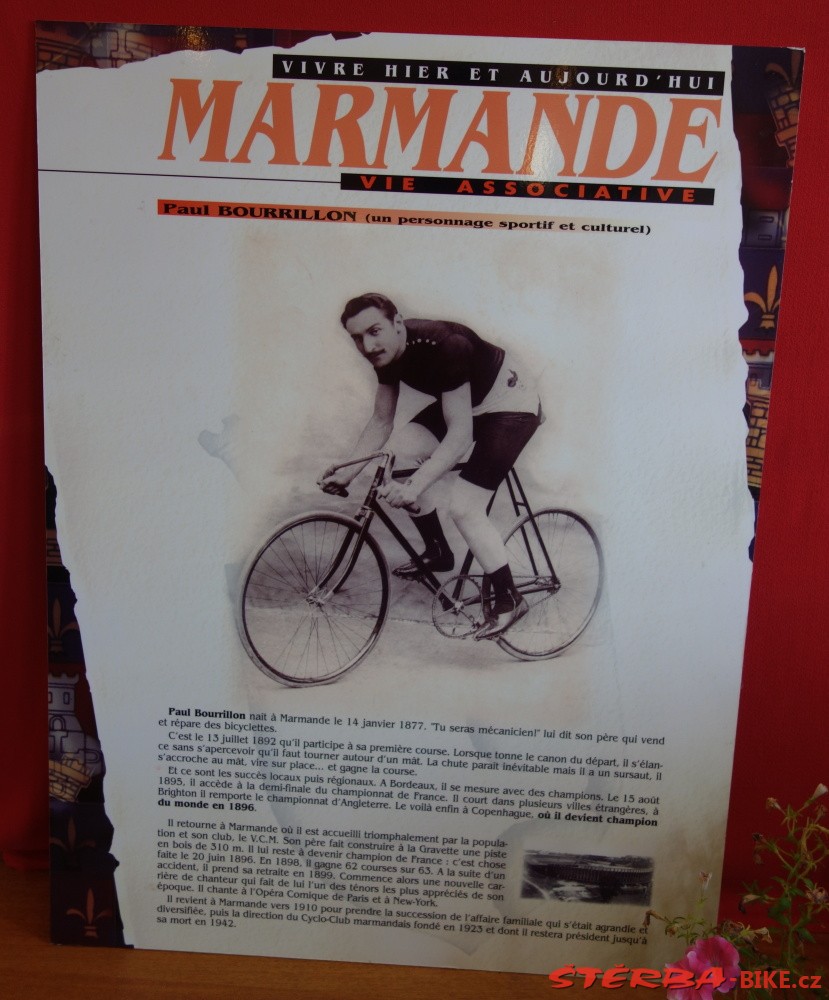 VIVRE HIER ET AUJOURD'HUI
MARMANDE
VIE ASSOCIATIVE
Paul BOURRILLON (un personnage sportif et culturel)
Paul Bourrillon nait à Marmande le 14 janvier 1877. "Tu seras mécanicien!" lui dit son père qui vend
et répare des bicyclettes.
C'est le 13 juillet 1892 qu'il participe à sa première course. Lorsque tonne le canon du départ, il s'élan-
ce sans s'apercevoir qu'il faut tourner autour d'un mât. La chute parait inévitable mais il a un sursaut, il
s'accroche au mât, vire sur place... et gagne la course.
Et ce sont les succés locaux puis régionaux. A Bordeaux, il se mesure avec des champions. Le 15 août
1895, il accède à la demi-finale du championnat de France. Il court dans plusieurs villes étrangères, à
Brighton il remporte le championnat d'Angleterre. Le voilà enfin à Copenhague, où il devient champion
du monde en 1896.
Il retourne à Marmande où il est accueilli triomphalement par la popula-
tion et son club, le V.C.M. Son père fait construire à la Gravette une piste
en bois de 310 m. Il lui reste à devenir champion de France : c'est chose
faite le 20 juin 1896. En 1898, il gagne 62 courses sur 63. A la suite d'un
accident, il prend sa retraite en 1899. Commence alors une nouvelle car-
rière de chanteur qui fait de lui l'un des ténors les plus appréciés de son
époque. Il chante à l'Opéra Comique de Paris et à New-York.
Il revient à Marmande vers 1910 pour prendre la succession de l'affaire familiale qui s'était agrandie et
diversifiée, puis la direction du Cyclo-Club marmandais fondé en 1923 et dont il restera président jusqu'à
sa mort en 1942.
ŠTĚRBA-BIKE.cz